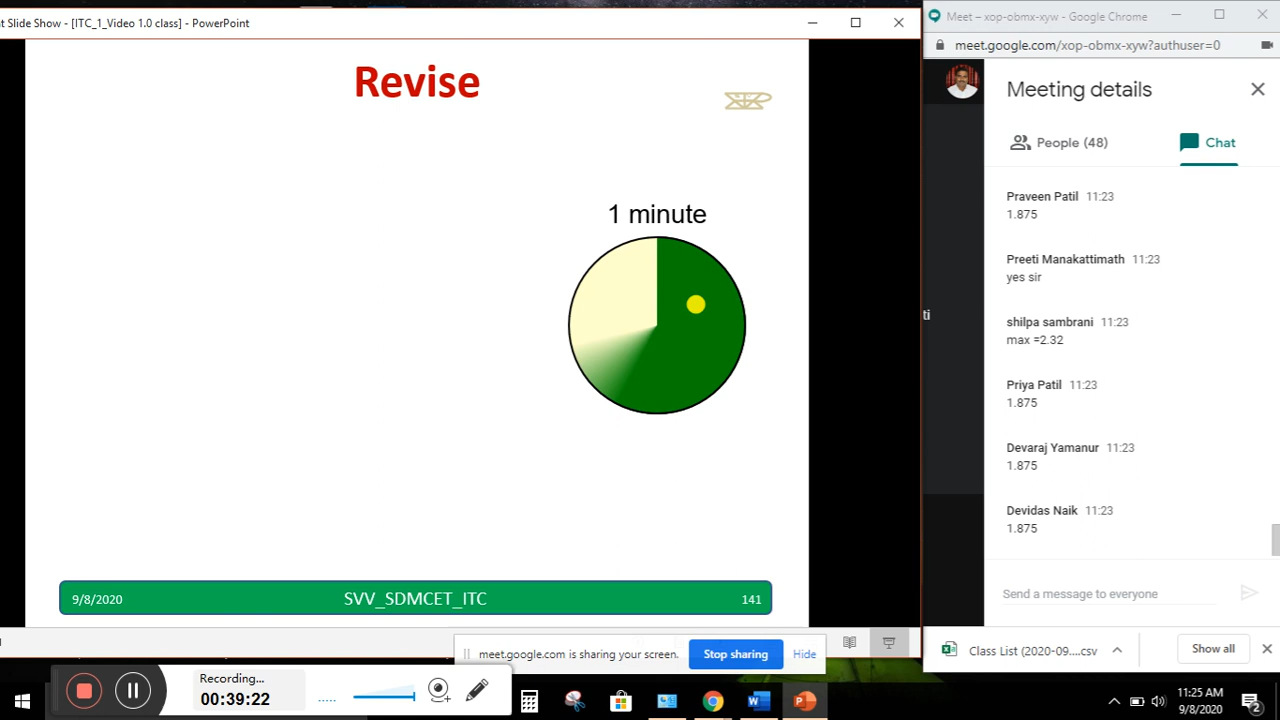 t Slide Show - [ITC_1_Video 1.0 class] - PowerPoint
Revise
1 minute
9/8/2020
SVV_SDMCET_ITC
141
meet.google.com is sharing your screen.
Stop sharing
Hide
Recording...
00:39:22
Meet – xop-obmx-xyw - Google Chrome
meet.google.com/xop-obmx-xyw?authuser=0
ti
Meeting details
People (48)
Chat
Praveen Patil 11:23
1.875
Preeti Manakattimath 11:23
yes sir
shilpa sambrani 11:23
max =2.32
Priya Patil 11:23
1.875
Devaraj Yamanur 11:23
1.875
Devidas Naik 11:23
1.875
Send a message to everyone
Class List (2020-09....csv
Show all
11:25 AM
9/8/2020
2